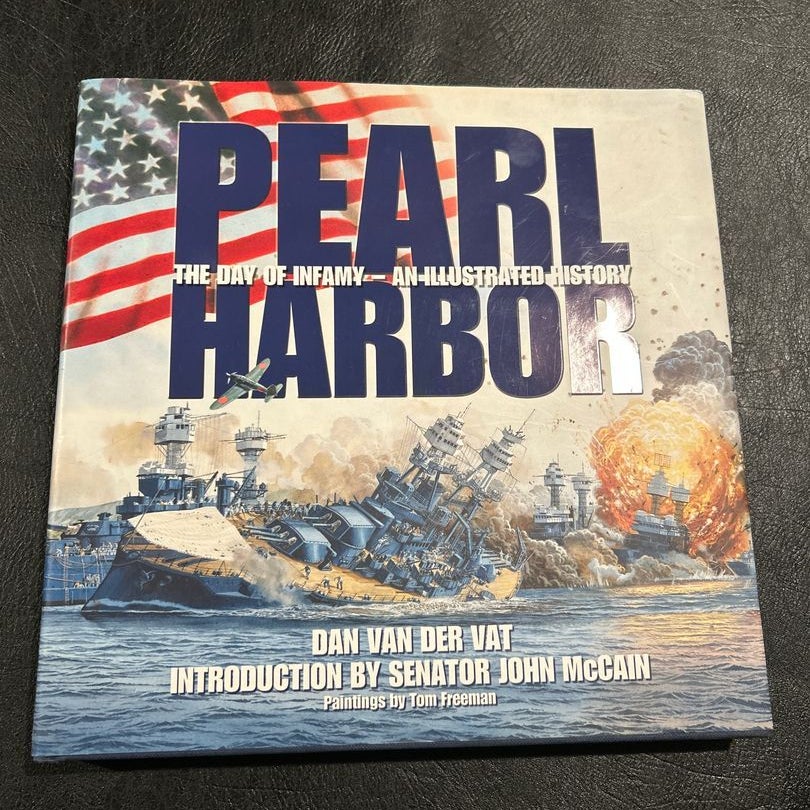 PEARL
THE DAY OF INFAMY – AN ILLUSTRATED HISTORY
HARBOR
DAN VAN DER VAT
INTRODUCTION BY SENATOR JOHN McCAIN
Paintings by Tom Freeman